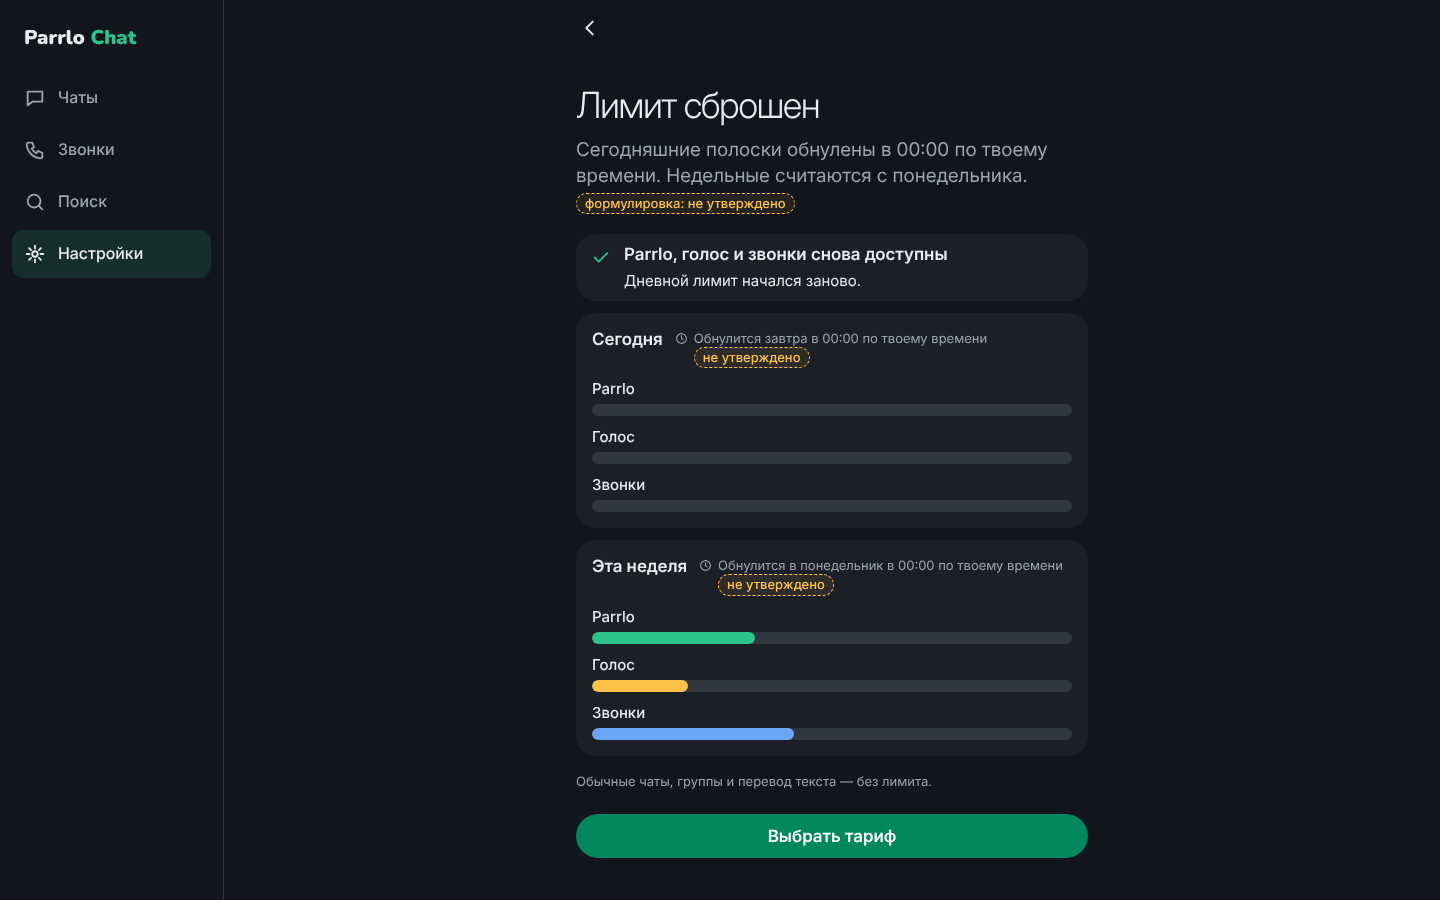 Parrlo Chat
Чаты
Звонки
Поиск
Настройки
Лимит сброшен
Сегодняшние полоски обнулены в 00:00 по твоему
времени. Недельные считаются с понедельника.
формулировка: не утверждено
Parrlo, голос и звонки снова доступны
Дневной лимит начался заново.
Сегодня Обнулится завтра в 00:00 по твоему времени
не утверждено
Parrlo
Голос
Звонки
Эта неделя Обнулится в понедельник в 00:00 по твоему времени
не утверждено
Parrlo
Голос
Звонки
Обычные чаты, группы и перевод текста — без лимита.
Выбрать тариф